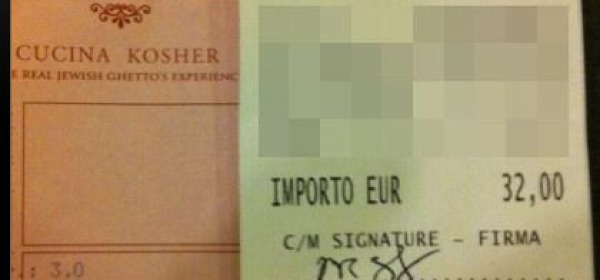 CUCINA KOSHER
REAL JEWISH GHETTO'S EXPERIENC
: 3.0
IMPORTO EUR 32,00
C/M SIGNATURE - FIRMA